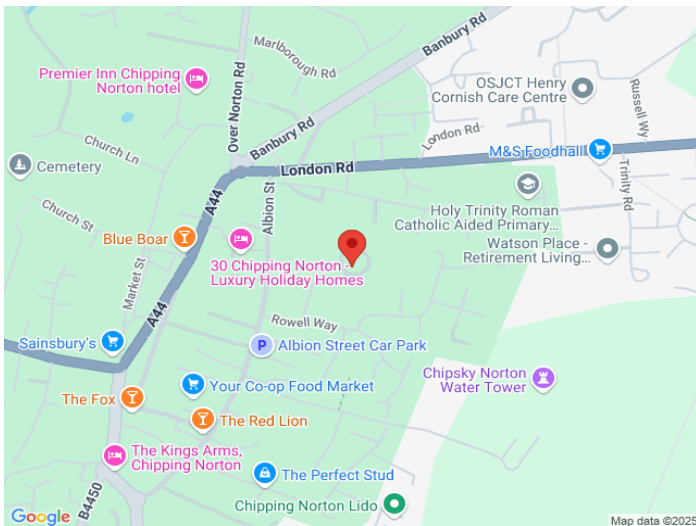 Marlborough Rd
Banbury Rd
Premier Inn Chipping
Norton hotel
Over Norton Rd
OSJCT Henry
Cornish Care Centre
Russell Wy
Banbury Rd
London Rd
Church Ln
M&S Foodhall
Cemetery
London Rd
Trinity Rd
A44
Albion St
Church St
Holy Trinity Roman
Catholic Aided Primary...
Blue Boar
Watson Place -
Retirement Living...
30 Chipping Norton -
Luxury Holiday Homes
Market St
A44
Rowell Way
Sainsbury's
P
Albion Street Car Park
Chipsky Norton
Water Tower
Your Co-op Food Market
The Fox
The Red Lion
The Kings Arms,
Chipping Norton
The Perfect Stud
B4450
Chipping Norton Lido
Google
Map data ©2025